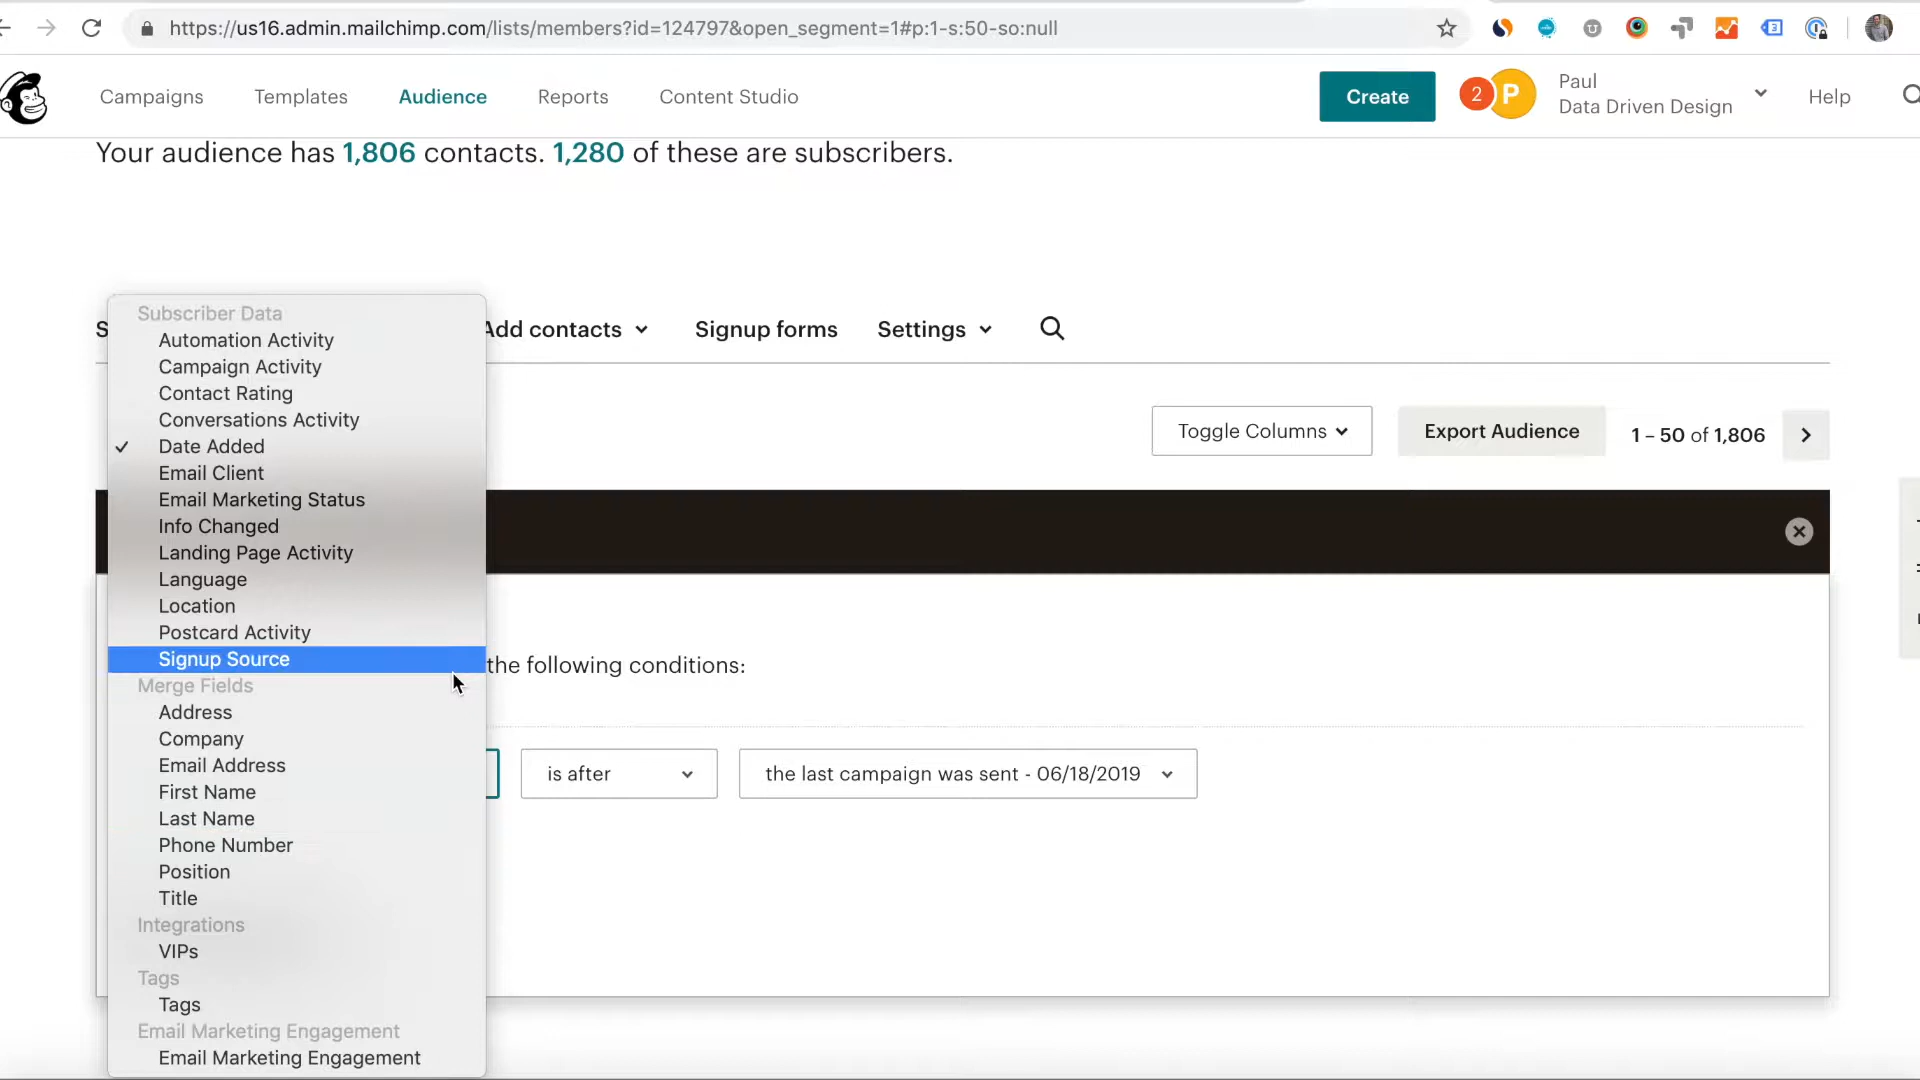 https://us16.admin.mailchimp.com/lists/members?id=124797&open_segment=1#p:1-s:50-so:null
Campaigns Templates Audience Reports Content Studio Create 2 P Paul Data Driven Design Help
Your audience has 1,806 contacts. 1,280 of these are subscribers.
S Add contacts Signup forms Settings
Toggle Columns Export Audience 1 – 50 of 1,806
Subscriber Data
Automation Activity
Campaign Activity
Contact Rating
Conversations Activity
✓ Date Added
Email Client
Email Marketing Status
Info Changed
Landing Page Activity
Language
Location
Postcard Activity
Signup Source
Merge Fields
Address
Company
Email Address
First Name
Last Name
Phone Number
Position
Title
Integrations
VIPs
Tags
Tags
Email Marketing Engagement
Email Marketing Engagement
the following conditions:
is after the last campaign was sent - 06/18/2019